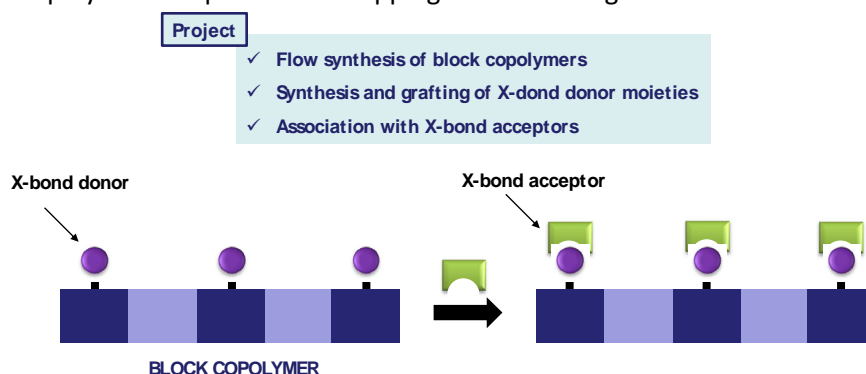 Project
✓ Flow synthesis of block copolymers
✓ Synthesis and grafting of X-dond donor moieties
✓ Association with X-bond acceptors
X-bond donor
X-bond acceptor
BLOCK COPOLYMER